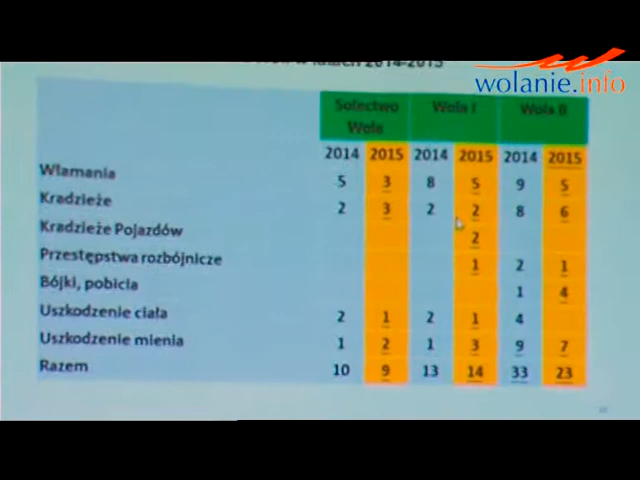 w latach 2014-2015
wolanie.info
Sołectwo Wola I Wola II
Wola
2014 2015 2014 2015 2014 2015
Włamania 5 3 8 5 9 5
Kradzieże 2 3 2 2 8 6
Kradzieże Pojazdów 2
Przestępstwa rozbójnicze 1 2 1
Bójki, pobicia 1 4
Uszkodzenie ciała 2 1 2 1 4
Uszkodzenie mienia 1 2 1 3 9 7
Razem 10 9 13 14 33 23